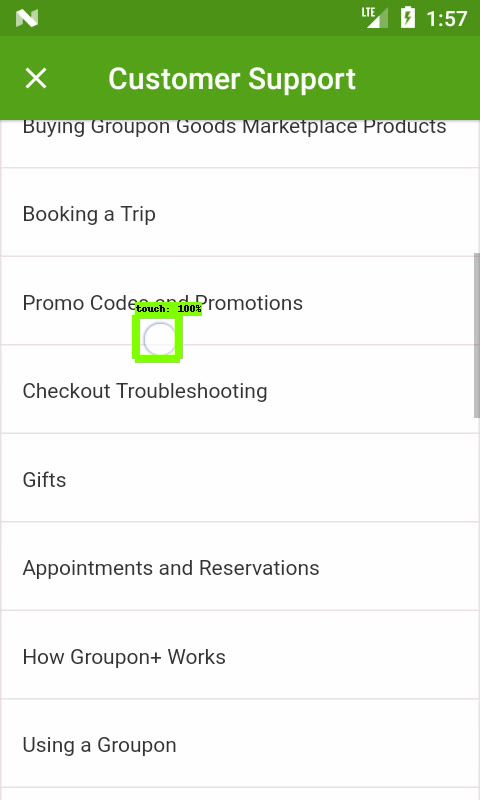 LTE 1:57
Customer Support
Buying Groupon Goods Marketplace Products
Booking a Trip
Promo Codes and Promotions
touch: 100%
Checkout Troubleshooting
Gifts
Appointments and Reservations
How Groupon+ Works
Using a Groupon